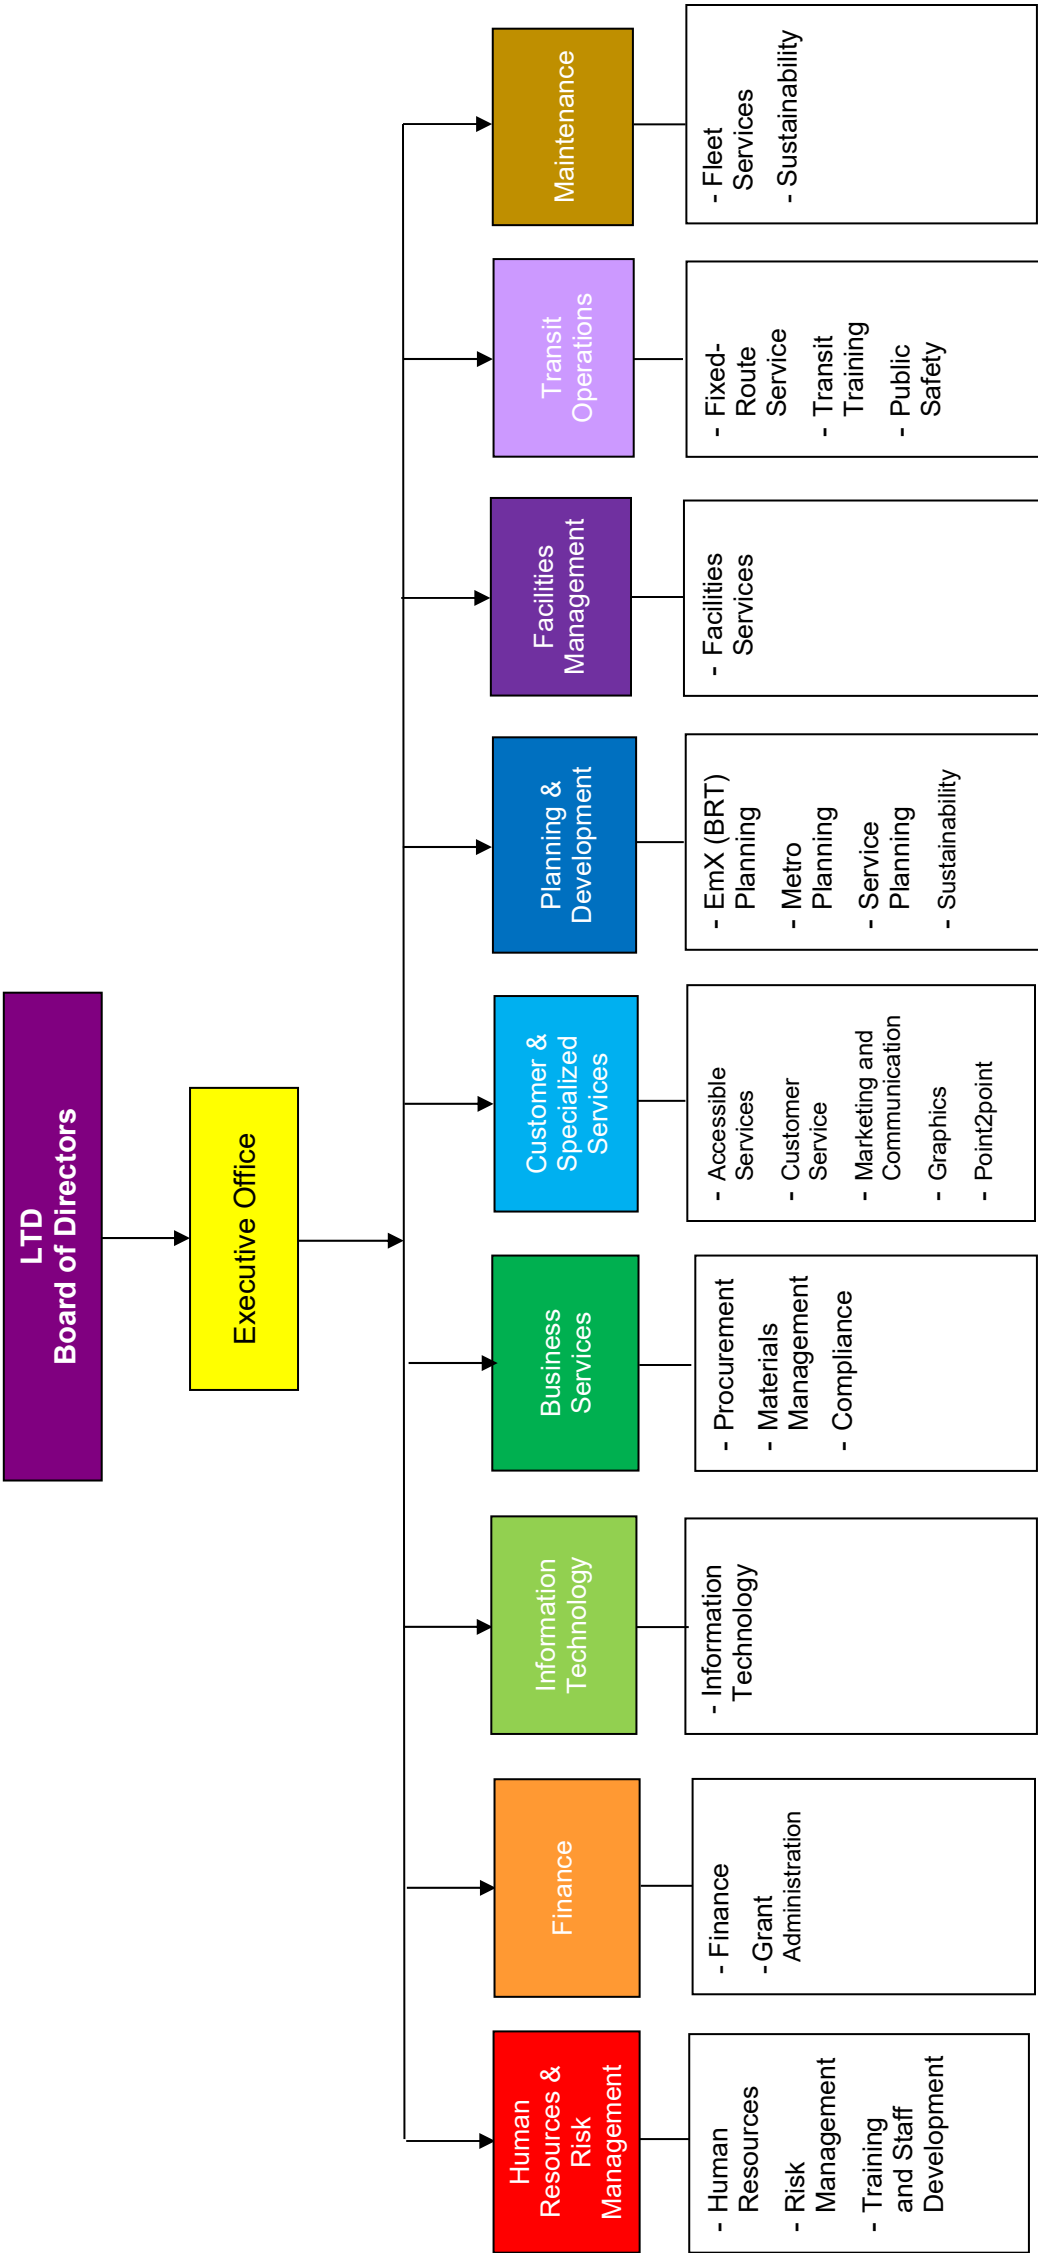 LTD
Board of Directors
Executive Office
Human
Resources &
Risk
Management
Finance
Information
Technology
Business
Services
Customer &
Specialized
Services
Planning &
Development
Facilities
Management
Transit
Operations
Maintenance
- Human
Resources
- Risk
Management
- Training
and Staff
Development
- Finance
-Grant
Administration
- Information
Technology
- Procurement
- Materials
Management
- Compliance
- Accessible
Services
- Customer
Service
- Marketing and
Communication
- Graphics
- Point2point
- EmX (BRT)
Planning
- Metro
Planning
- Service
Planning
- Sustainability
- Facilities
Services
- Fixed-
Route
Service
- Transit
Training
- Public
Safety
- Fleet
Services
- Sustainability